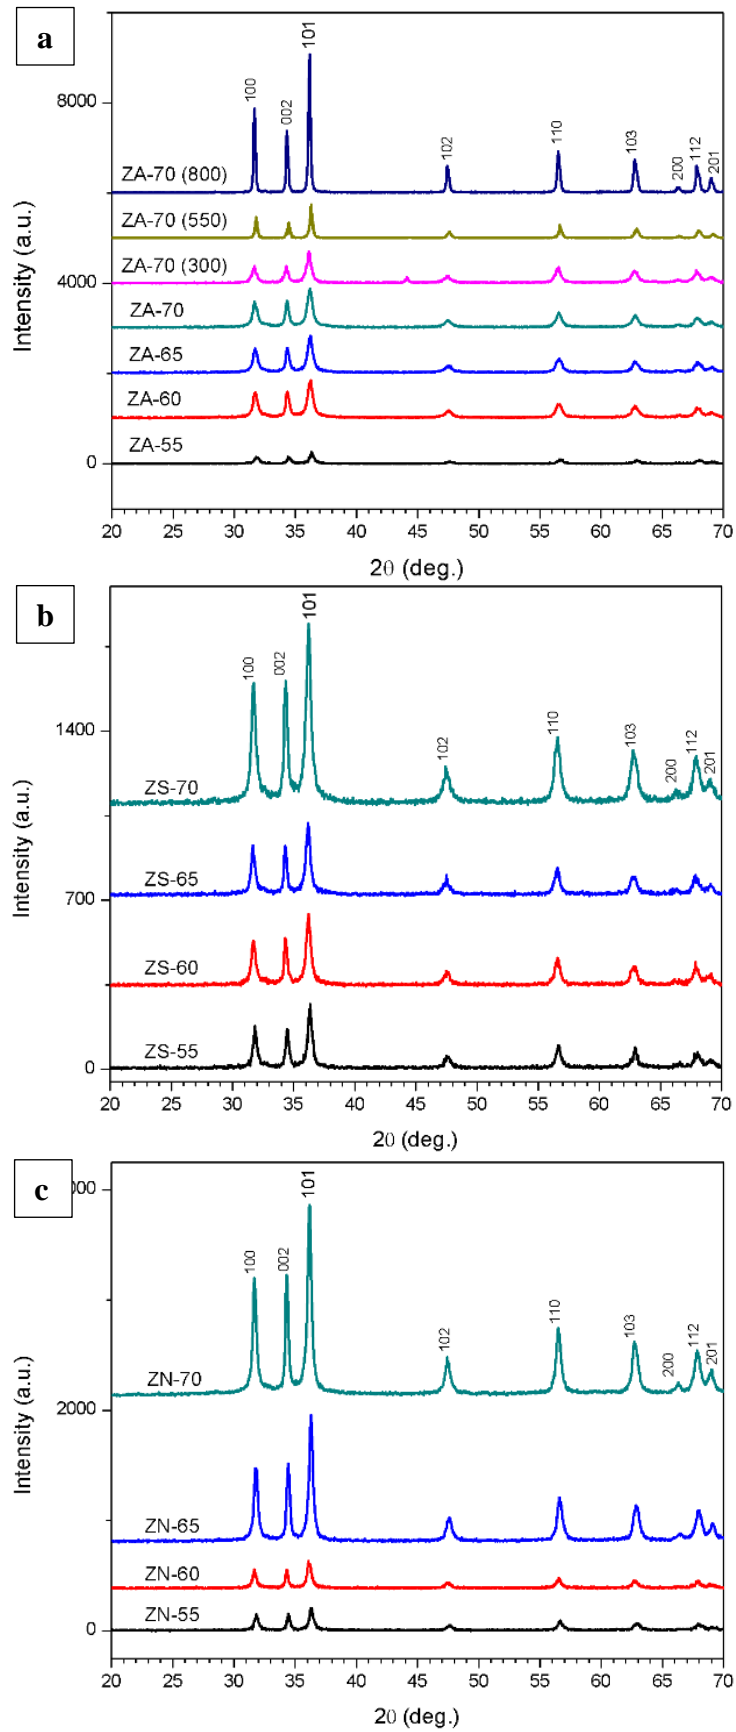 a
101
100
002
102
110
103
200
112
201
8000
4000
0
ZA-70 (800)
ZA-70 (550)
ZA-70 (300)
ZA-70
ZA-65
ZA-60
ZA-55
Intensity (a.u.)
20 25 30 35 40 45 50 55 60 65 70
2θ (deg.)
b
101
100
002
102
110
103
200
112
201
1400
700
0
ZS-70
ZS-65
ZS-60
ZS-55
Intensity (a.u.)
20 25 30 35 40 45 50 55 60 65 70
2θ (deg.)
c
101
100
002
102
110
103
200
112
201
2000
0
ZN-70
ZN-65
ZN-60
ZN-55
Intensity (a.u.)
20 25 30 35 40 45 50 55 60 65 70
2θ (deg.)